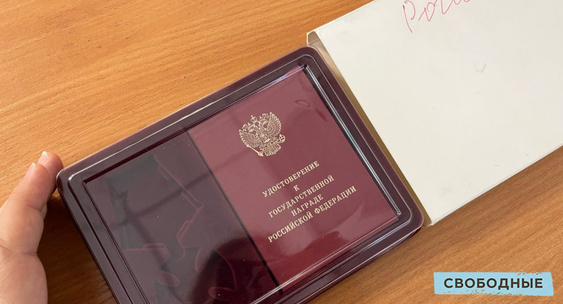 УДОСТОВЕРЕНИЕ
К
ГОСУДАРСТВЕННОЙ
НАГРАДЕ
РОССИЙСКОЙ ФЕДЕРАЦИИ
СВОБОДНЫЕ